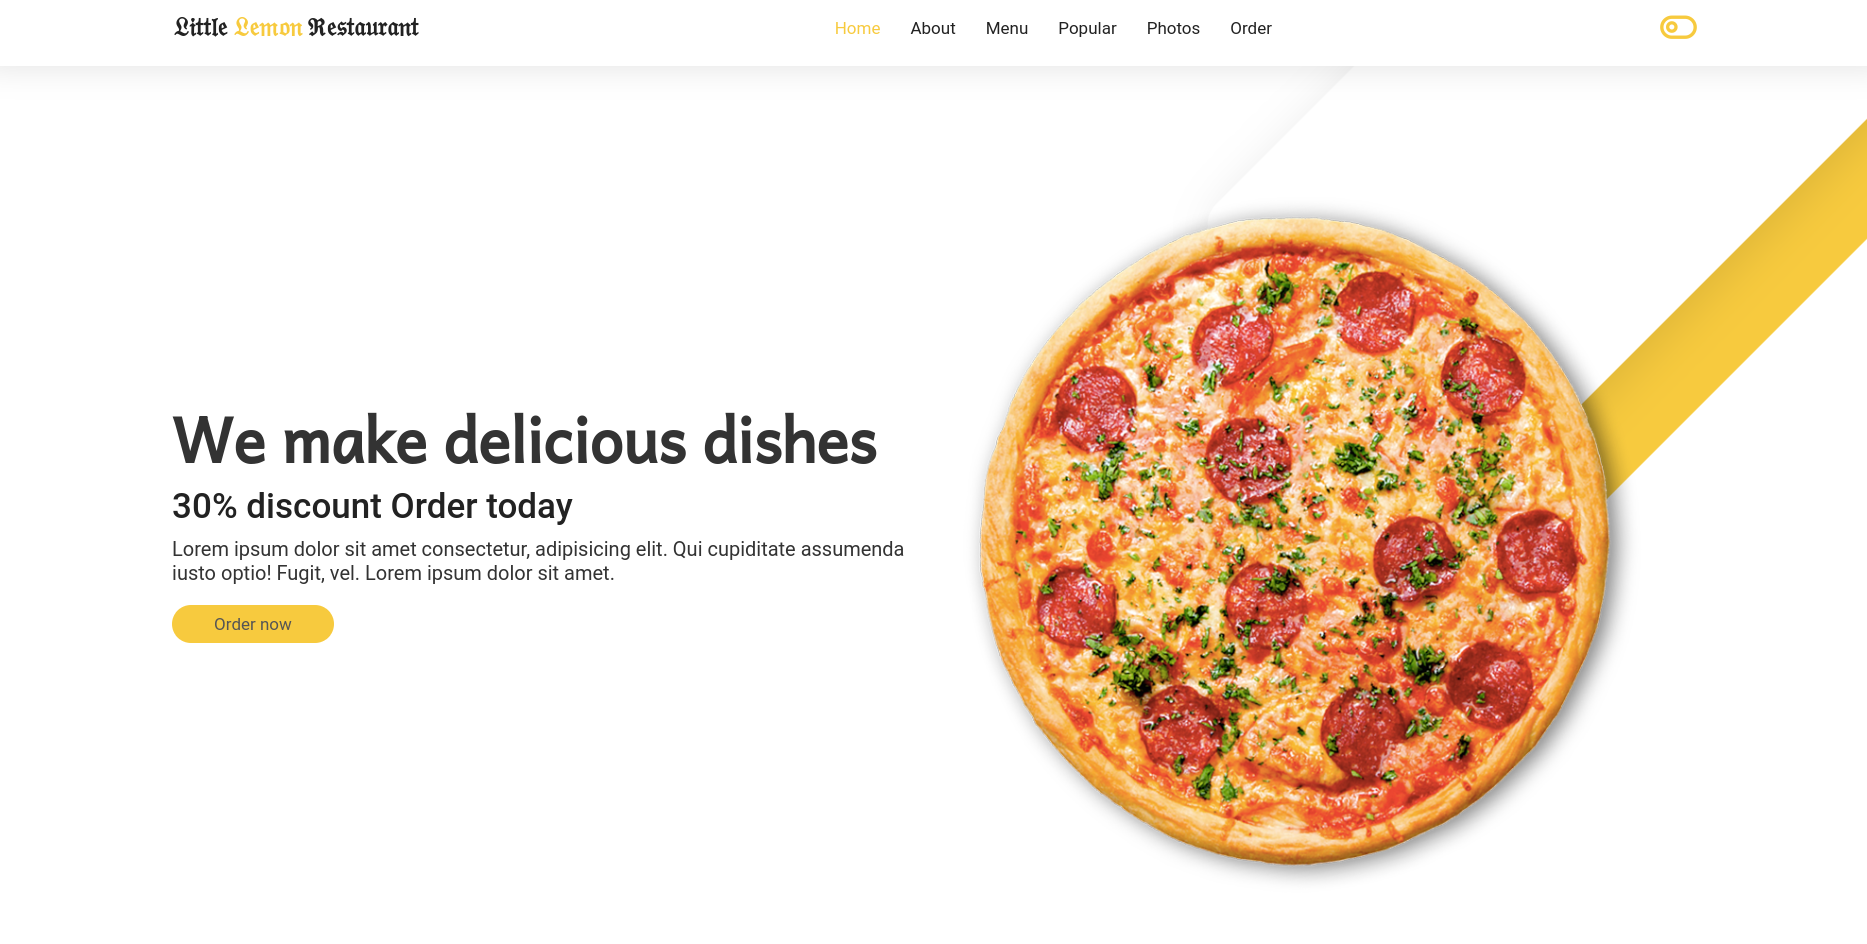 Little Lemon Restaurant
Home About Menu Popular Photos Order
We make delicious dishes
30% discount Order today
Lorem ipsum dolor sit amet consectetur, adipisicing elit. Qui cupiditate assumenda
iusto optio! Fugit, vel. Lorem ipsum dolor sit amet.
Order now